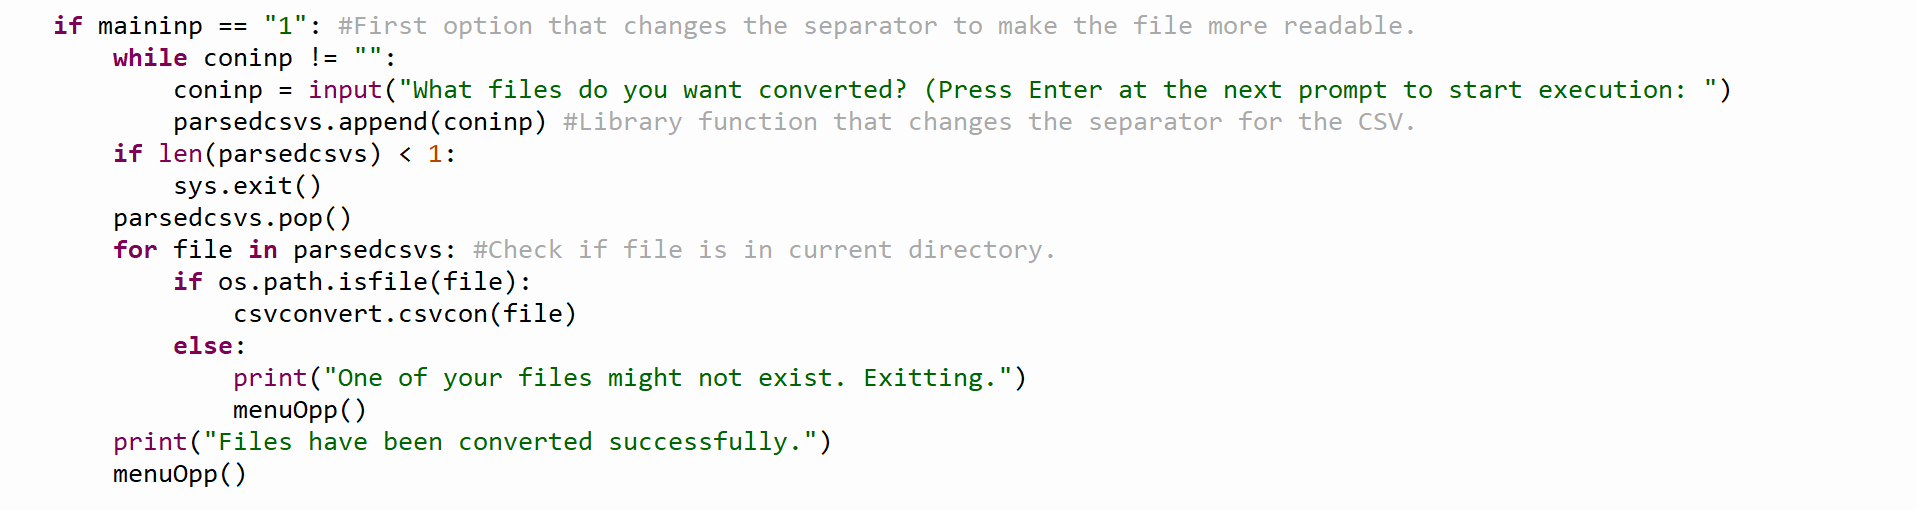 if maininp == "1": #First option that changes the separator to make the file more readable.
    while coninp != "":
        coninp = input("What files do you want converted? (Press Enter at the next prompt to start execution: ")
        parsedcsvs.append(coninp) #Library function that changes the separator for the CSV.
    if len(parsedcsvs) < 1:
        sys.exit()
    parsedcsvs.pop()
    for file in parsedcsvs: #Check if file is in current directory.
        if os.path.isfile(file):
            csvconvert.csvcon(file)
        else:
            print("One of your files might not exist. Exitting.")
            menuOpp()
    print("Files have been converted successfully.")
    menuOpp()